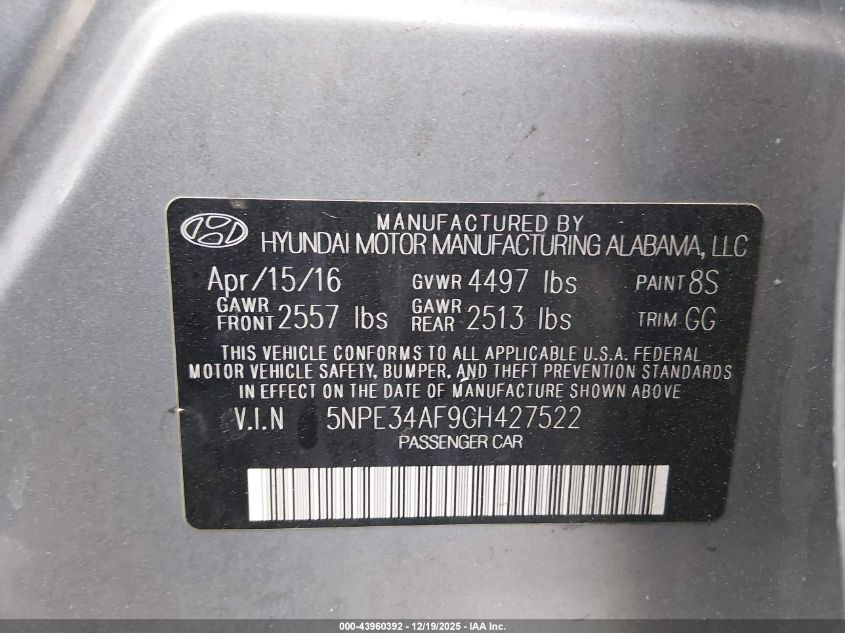 MANUFACTURED BY
HYUNDAI MOTOR MANUFACTURING ALABAMA, LLC
Apr/15/16 GVWR 4497 lbs PAINT 8S
GAWR FRONT 2557 lbs GAWR REAR 2513 lbs TRIM GG
THIS VEHICLE CONFORMS TO ALL APPLICABLE U.S.A. FEDERAL
MOTOR VEHICLE SAFETY, BUMPER, AND THEFT PREVENTION STANDARDS
IN EFFECT ON THE DATE OF MANUFACTURE SHOWN ABOVE
V.I.N 5NPE34AF9GH427522
PASSENGER CAR
000-43960392 - 12/19/2025 - IAA Inc.